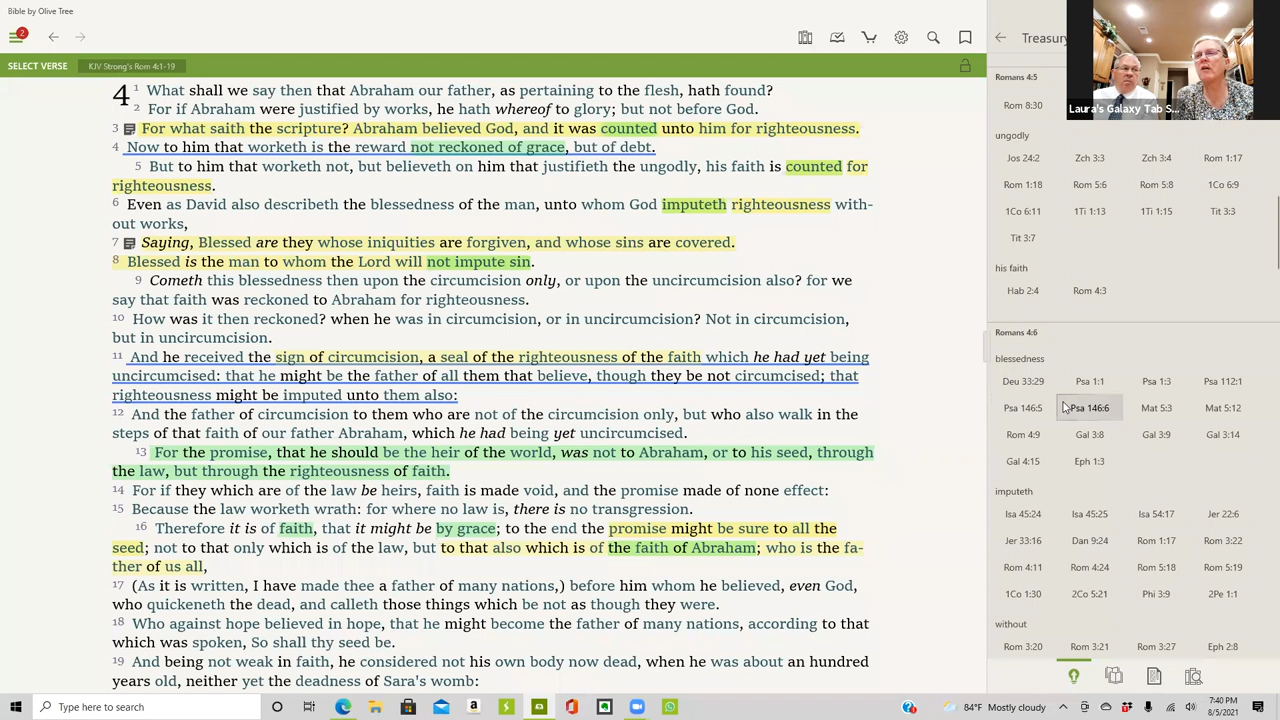 Bible by Olive Tree
2
SELECT VERSE KJV Strong's Rom 4:1-19
4 1 What shall we say then that Abraham our father, as pertaining to the flesh, hath found?
2 For if Abraham were justified by works, he hath whereof to glory; but not before God.
3 For what saith the scripture? Abraham believed God, and it was counted unto him for righteousness.
4 Now to him that worketh is the reward not reckoned of grace, but of debt.
5 But to him that worketh not, but believeth on him that justifieth the ungodly, his faith is counted for
righteousness.
6 Even as David also describeth the blessedness of the man, unto whom God imputeth righteousness with-
out works,
7 Saying, Blessed are they whose iniquities are forgiven, and whose sins are covered.
8 Blessed is the man to whom the Lord will not impute sin.
9 Cometh this blessedness then upon the circumcision only, or upon the uncircumcision also? for we
say that faith was reckoned to Abraham for righteousness.
10 How was it then reckoned? when he was in circumcision, or in uncircumcision? Not in circumcision,
but in uncircumcision.
11 And he received the sign of circumcision, a seal of the righteousness of the faith which he had yet being
uncircumcised: that he might be the father of all them that believe, though they be not circumcised; that
righteousness might be imputed unto them also:
12 And the father of circumcision to them who are not of the circumcision only, but who also walk in the
steps of that faith of our father Abraham, which he had being yet uncircumcised.
13 For the promise, that he should be the heir of the world, was not to Abraham, or to his seed, through
the law, but through the righteousness of faith.
14 For if they which are of the law be heirs, faith is made void, and the promise made of none effect:
15 Because the law worketh wrath: for where no law is, there is no transgression.
16 Therefore it is of faith, that it might be by grace; to the end the promise might be sure to all the
seed; not to that only which is of the law, but to that also which is of the faith of Abraham; who is the fa-
ther of us all,
17 (As it is written, I have made thee a father of many nations,) before him whom he believed, even God,
who quickeneth the dead, and calleth those things which be not as though they were.
18 Who against hope believed in hope, that he might become the father of many nations, according to that
which was spoken, So shall thy seed be.
19 And being not weak in faith, he considered not his own body now dead, when he was about an hundred
years old, neither yet the deadness of Sara's womb:
Treasury
Laura's Galaxy Tab S...
Romans 4:5
Rom 8:30
ungodly
Jos 24:2 Zch 3:3 Zch 3:4 Rom 1:17
Rom 1:18 Rom 5:6 Rom 5:8 1Co 6:9
1Co 6:11 1Ti 1:13 1Ti 1:15 Tit 3:3
Tit 3:7
his faith
Hab 2:4 Rom 4:3
Romans 4:6
blessedness
Deu 33:29 Psa 1:1 Psa 1:3 Psa 112:1
Psa 146:5 Psa 146:6 Mat 5:3 Mat 5:12
Rom 4:9 Gal 3:8 Gal 3:9 Gal 3:14
Gal 4:15 Eph 1:3
imputeth
Isa 45:24 Isa 45:25 Isa 54:17 Jer 22:6
Jer 33:16 Dan 9:24 Rom 1:17 Rom 3:22
Rom 4:11 Rom 4:24 Rom 5:18 Rom 5:19
1Co 1:30 2Co 5:21 Phi 3:9 2Pe 1:1
without
Rom 3:20 Rom 3:21 Rom 3:27 Eph 2:8
Type here to search
84°F Mostly cloudy
7:40 PM
8/5/2021